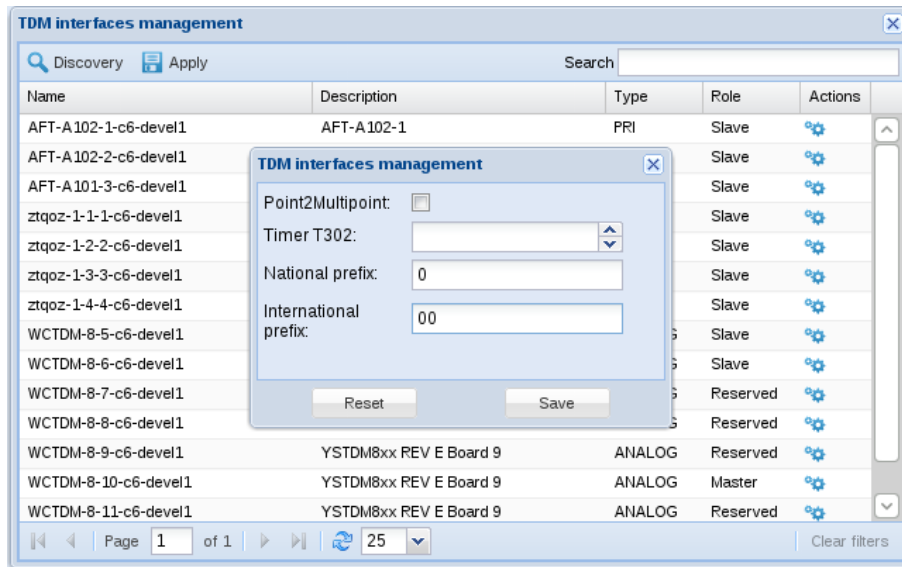 TDM interfaces management
Discovery Apply Search
Name Description Type Role Actions
AFT-A102-1-c6-devel1 AFT-A102-1 PRI Slave
AFT-A102-2-c6-devel1 Slave
AFT-A101-3-c6-devel1 Slave
ztqoz-1-1-1-c6-devel1 Slave
ztqoz-1-2-2-c6-devel1 Slave
ztqoz-1-3-3-c6-devel1 Slave
ztqoz-1-4-4-c6-devel1 Slave
WCTDM-8-5-c6-devel1 Slave
WCTDM-8-6-c6-devel1 Slave
WCTDM-8-7-c6-devel1 Reserved
WCTDM-8-8-c6-devel1 Reserved
WCTDM-8-9-c6-devel1 YSTDM8xx REV E Board 9 ANALOG Reserved
WCTDM-8-10-c6-devel1 YSTDM8xx REV E Board 9 ANALOG Master
WCTDM-8-11-c6-devel1 YSTDM8xx REV E Board 9 ANALOG Reserved
Page 1 of 1 25 Clear filters
TDM interfaces management
Point2Multipoint:
Timer T302:
National prefix: 0
International prefix: 00
Reset Save